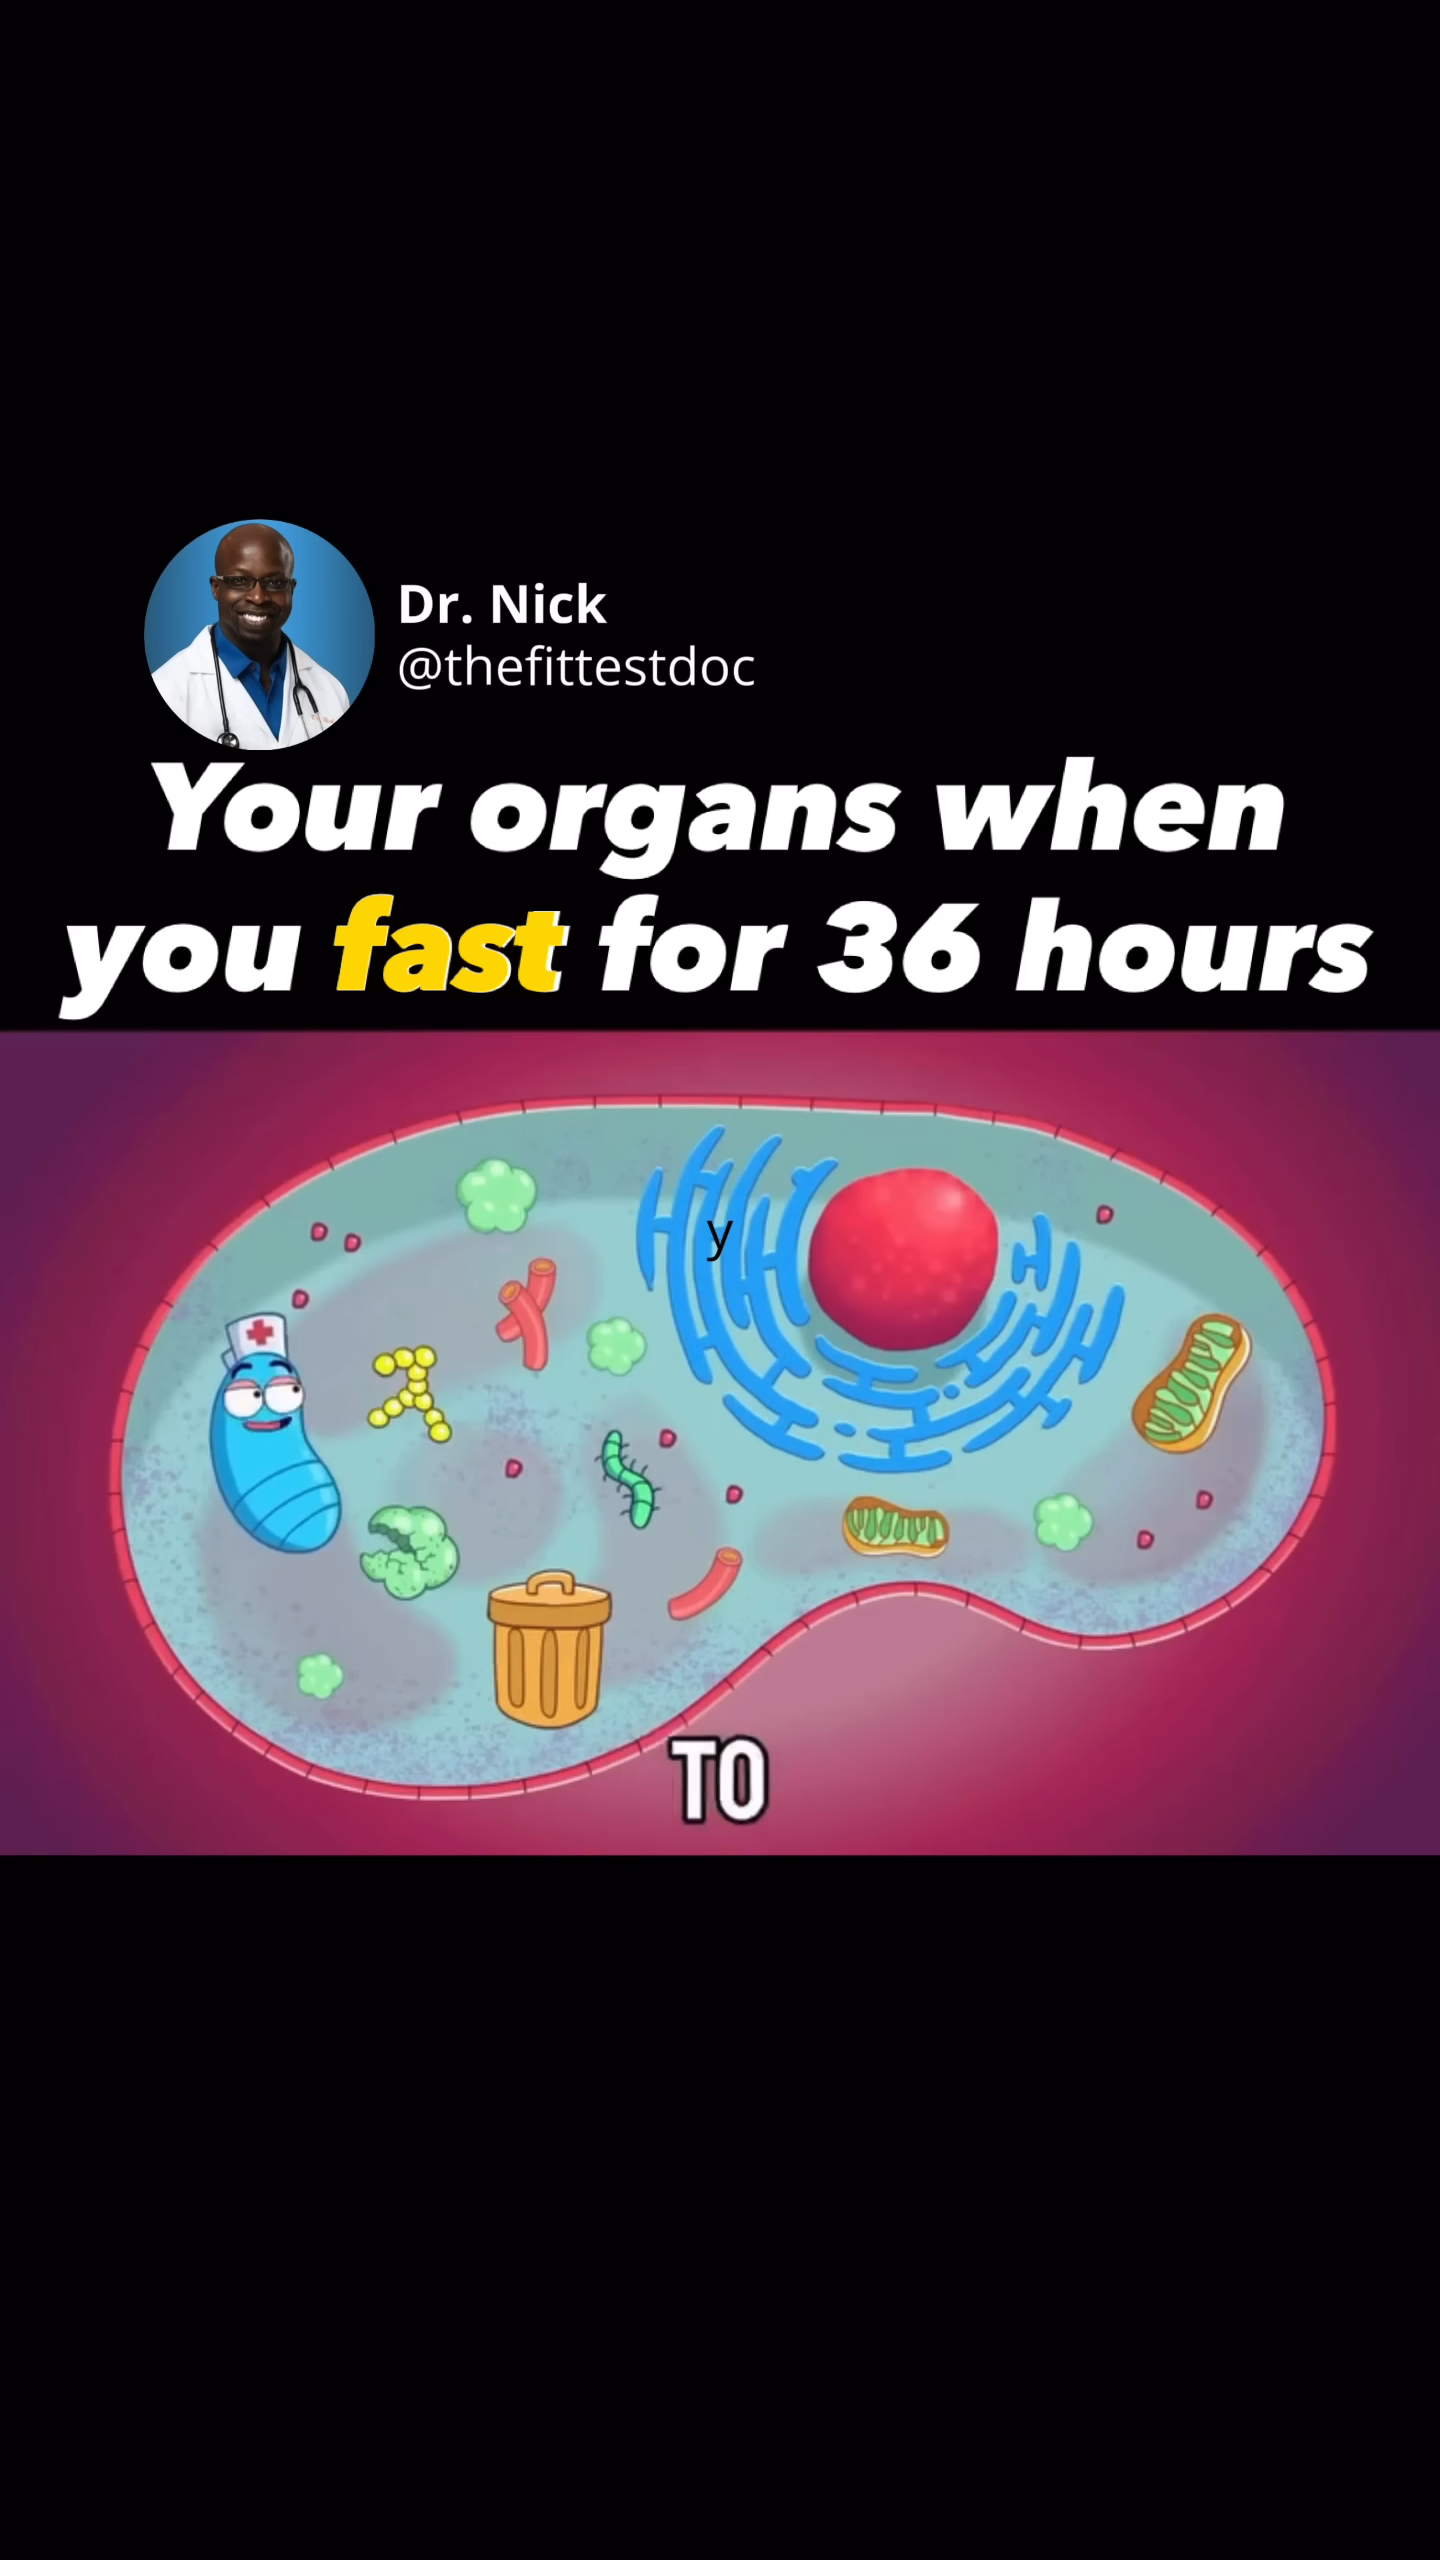 Dr. Nick
@thefittestdoc
Your organs when
you fast for 36 hours
y
TO